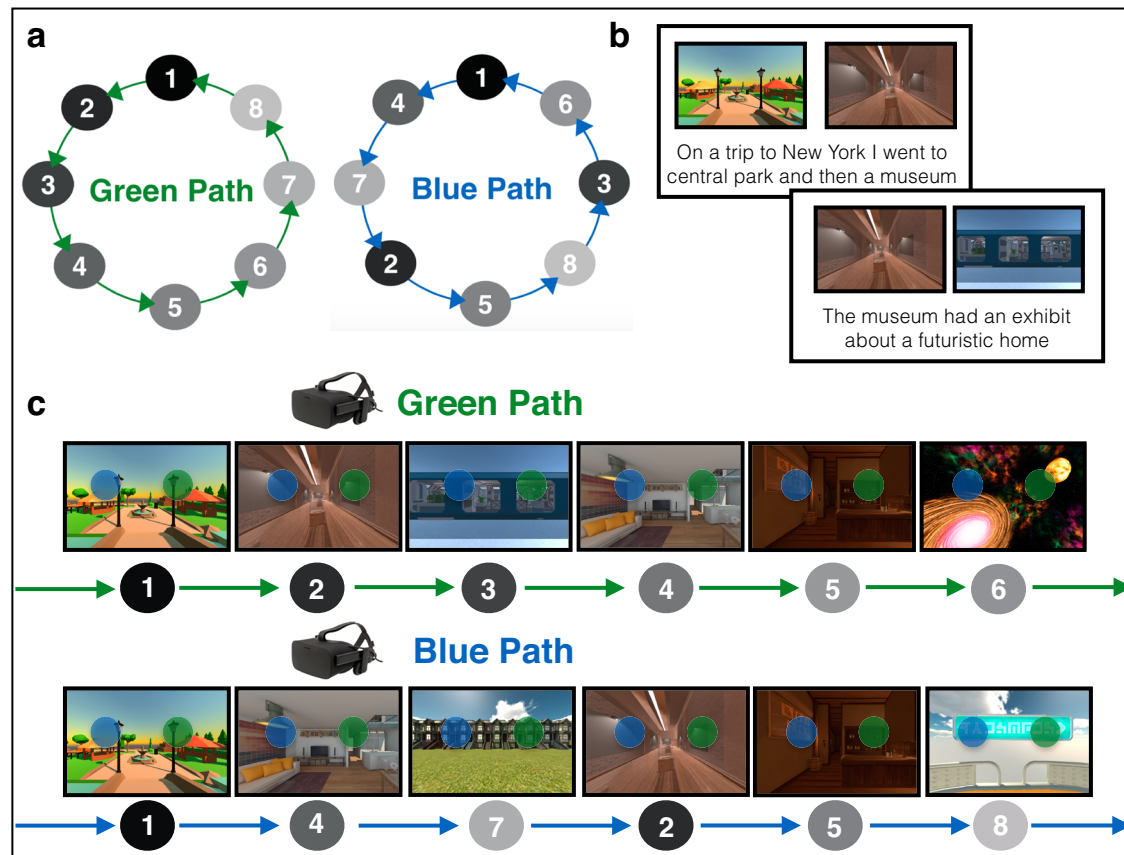 a
1
2
8
3
Green Path
7
4
6
5
1
4
6
7
Blue Path
3
2
8
5
b
On a trip to New York I went to
central park and then a museum
The museum had an exhibit
about a futuristic home
c
Green Path
1 2 3 4 5 6
Blue Path
1 4 7 2 5 8